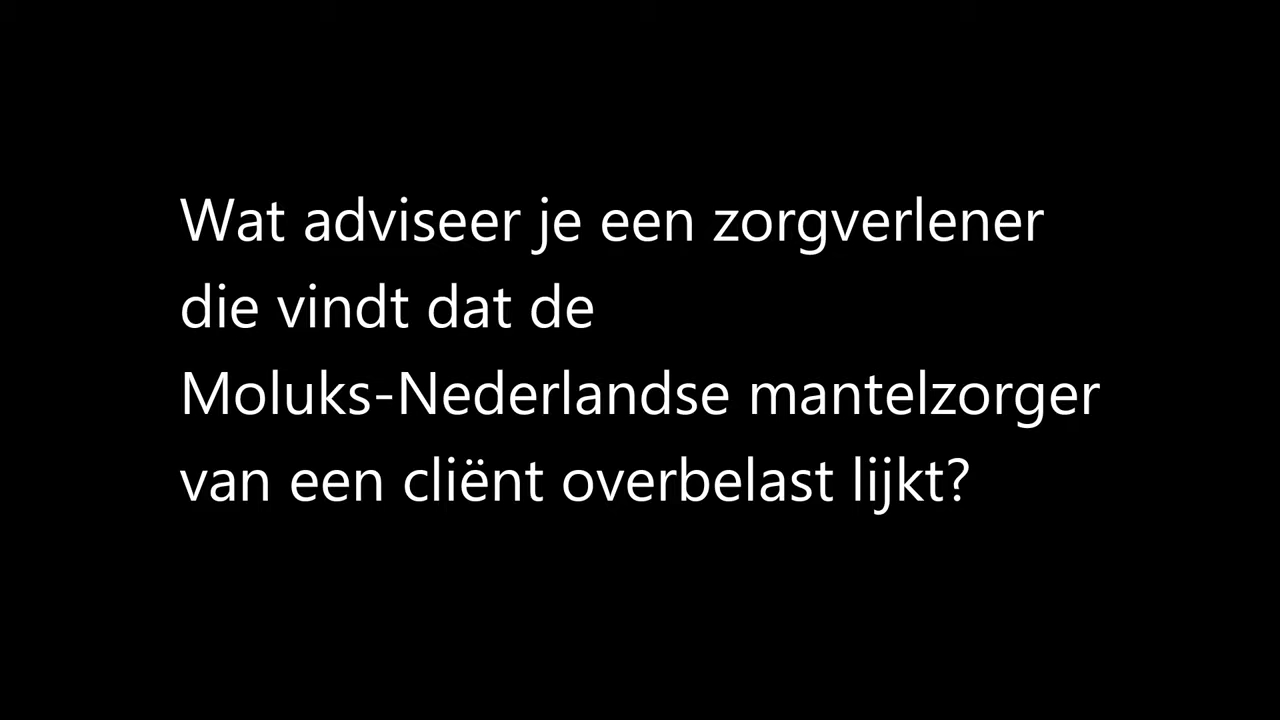 Wat adviseer je een zorgverlener
die vindt dat de
Moluks-Nederlandse mantelzorger
van een cliënt overbelast lijkt?